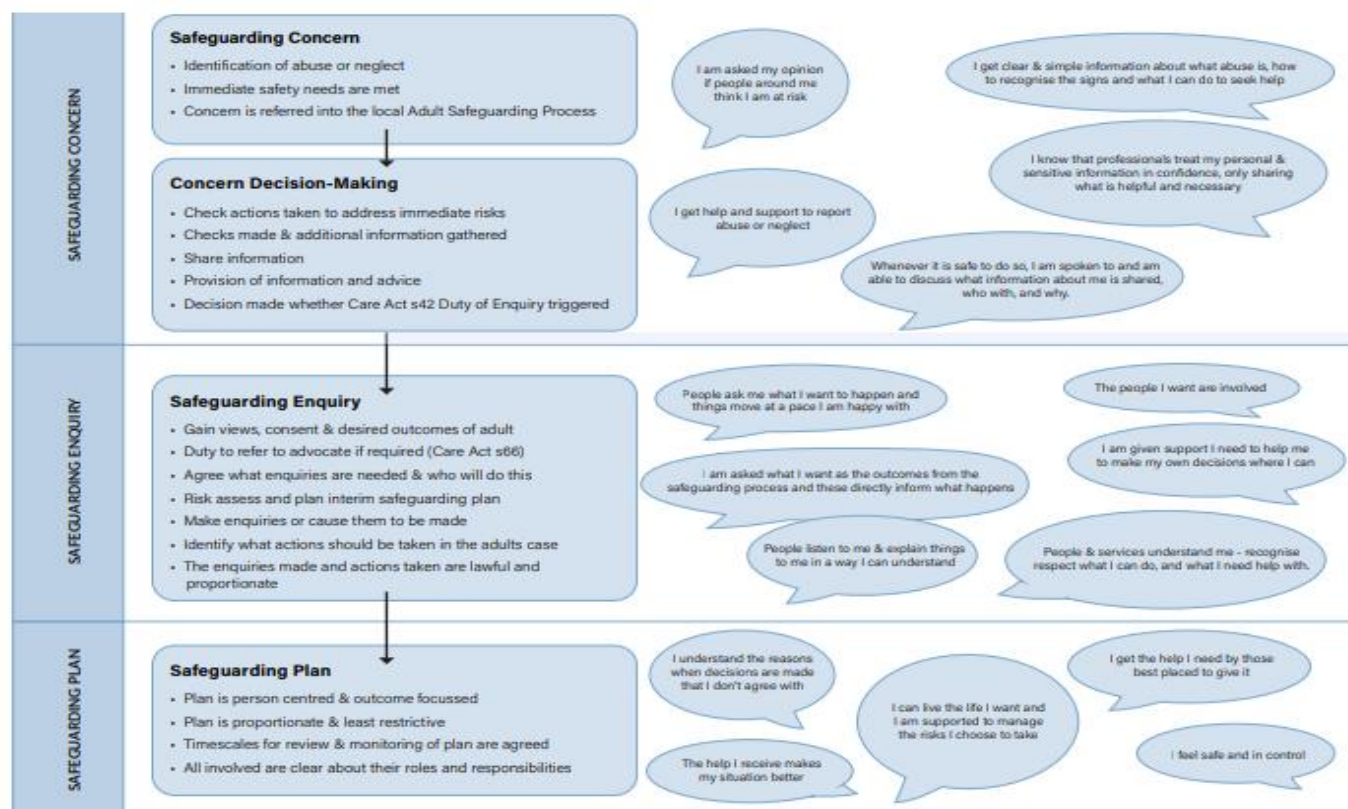 SAFEGUARDING CONCERN
Safeguarding Concern
• Identification of abuse or neglect
• Immediate safety needs are met
• Concern is referred into the local Adult Safeguarding Process
Concern Decision-Making
• Check actions taken to address immediate risks
• Checks made & additional information gathered
• Share information
• Provision of information and advice
• Decision made whether Care Act s42 Duty of Enquiry triggered
I am asked my opinion
if people around me
think I am at risk
I get clear & simple information about what abuse is, how
to recognise the signs and what I can do to seek help
I know that professionals treat my personal &
sensitive information in confidence, only sharing
what is helpful and necessary
I get help and support to report
abuse or neglect
Whenever it is safe to do so, I am spoken to and am
able to discuss what information about me is shared,
who with, and why.
SAFEGUARDING ENQUIRY
Safeguarding Enquiry
• Gain views, consent & desired outcomes of adult
• Duty to refer to advocate if required (Care Act s66)
• Agree what enquiries are needed & who will do this
• Risk assess and plan interim safeguarding plan
• Make enquiries or cause them to be made
• Identify what actions should be taken in the adults case
• The enquiries made and actions taken are lawful and
proportionate
People ask me what I want to happen and
things move at a pace I am happy with
The people I want are involved
I am given support I need to help me
to make my own decisions where I can
I am asked what I want as the outcomes from the
safeguarding process and these directly inform what happens
People listen to me & explain things
to me in a way I can understand
People & services understand me - recognise
respect what I can do, and what I need help with.
SAFEGUARDING PLAN
Safeguarding Plan
• Plan is person centred & outcome focussed
• Plan is proportionate & least restrictive
• Timescales for review & monitoring of plan are agreed
• All involved are clear about their roles and responsibilities
I understand the reasons
when decisions are made
that I don't agree with
I get the help I need by those
best placed to give it
I can live the life I want and
I am supported to manage
the risks I choose to take
The help I receive makes
my situation better
I feel safe and in control